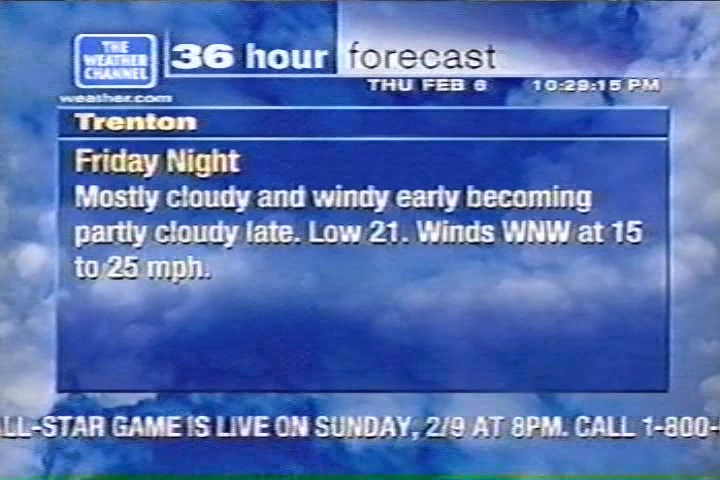 THE
WEATHER
CHANNEL
36 hour forecast
weather.com
THU FEB 6 10:29:15 PM
Trenton
Friday Night
Mostly cloudy and windy early becoming
partly cloudy late. Low 21. Winds WNW at 15
to 25 mph.
ALL-STAR GAME IS LIVE ON SUNDAY, 2/9 AT 8PM. CALL 1-800-